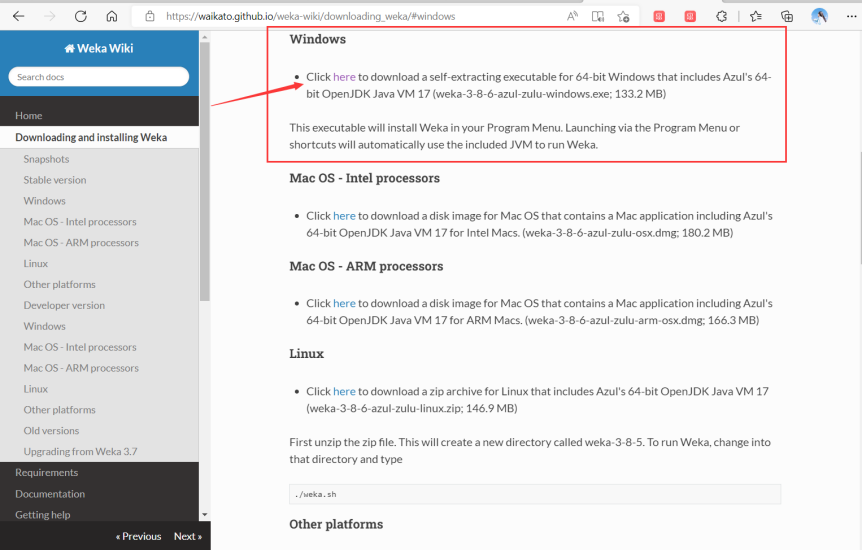 https://waikato.github.io/weka-wiki/downloading_weka/#windows
Weka Wiki
Search docs
Home
Downloading and installing Weka
Snapshots
Stable version
Windows
Mac OS - Intel processors
Mac OS - ARM processors
Linux
Other platforms
Developer version
Windows
Mac OS - Intel processors
Mac OS - ARM processors
Linux
Other platforms
Old versions
Upgrading from Weka 3.7
Requirements
Documentation
Getting help
« Previous Next »
Windows
Click here to download a self-extracting executable for 64-bit Windows that includes Azul's 64-
bit OpenJDK Java VM 17 (weka-3-8-6-azul-zulu-windows.exe; 133.2 MB)
This executable will install Weka in your Program Menu. Launching via the Program Menu or
shortcuts will automatically use the included JVM to run Weka.
Mac OS - Intel processors
Click here to download a disk image for Mac OS that contains a Mac application including Azul's
64-bit OpenJDK Java VM 17 for Intel Macs. (weka-3-8-6-azul-zulu-osx.dmg; 180.2 MB)
Mac OS - ARM processors
Click here to download a disk image for Mac OS that contains a Mac application including Azul's
64-bit OpenJDK Java VM 17 for ARM Macs. (weka-3-8-6-azul-zulu-arm-osx.dmg; 166.3 MB)
Linux
Click here to download a zip archive for Linux that includes Azul's 64-bit OpenJDK Java VM 17
(weka-3-8-6-azul-zulu-linux.zip; 146.9 MB)
First unzip the zip file. This will create a new directory called weka-3-8-5. To run Weka, change into
that directory and type
./weka.sh
Other platforms